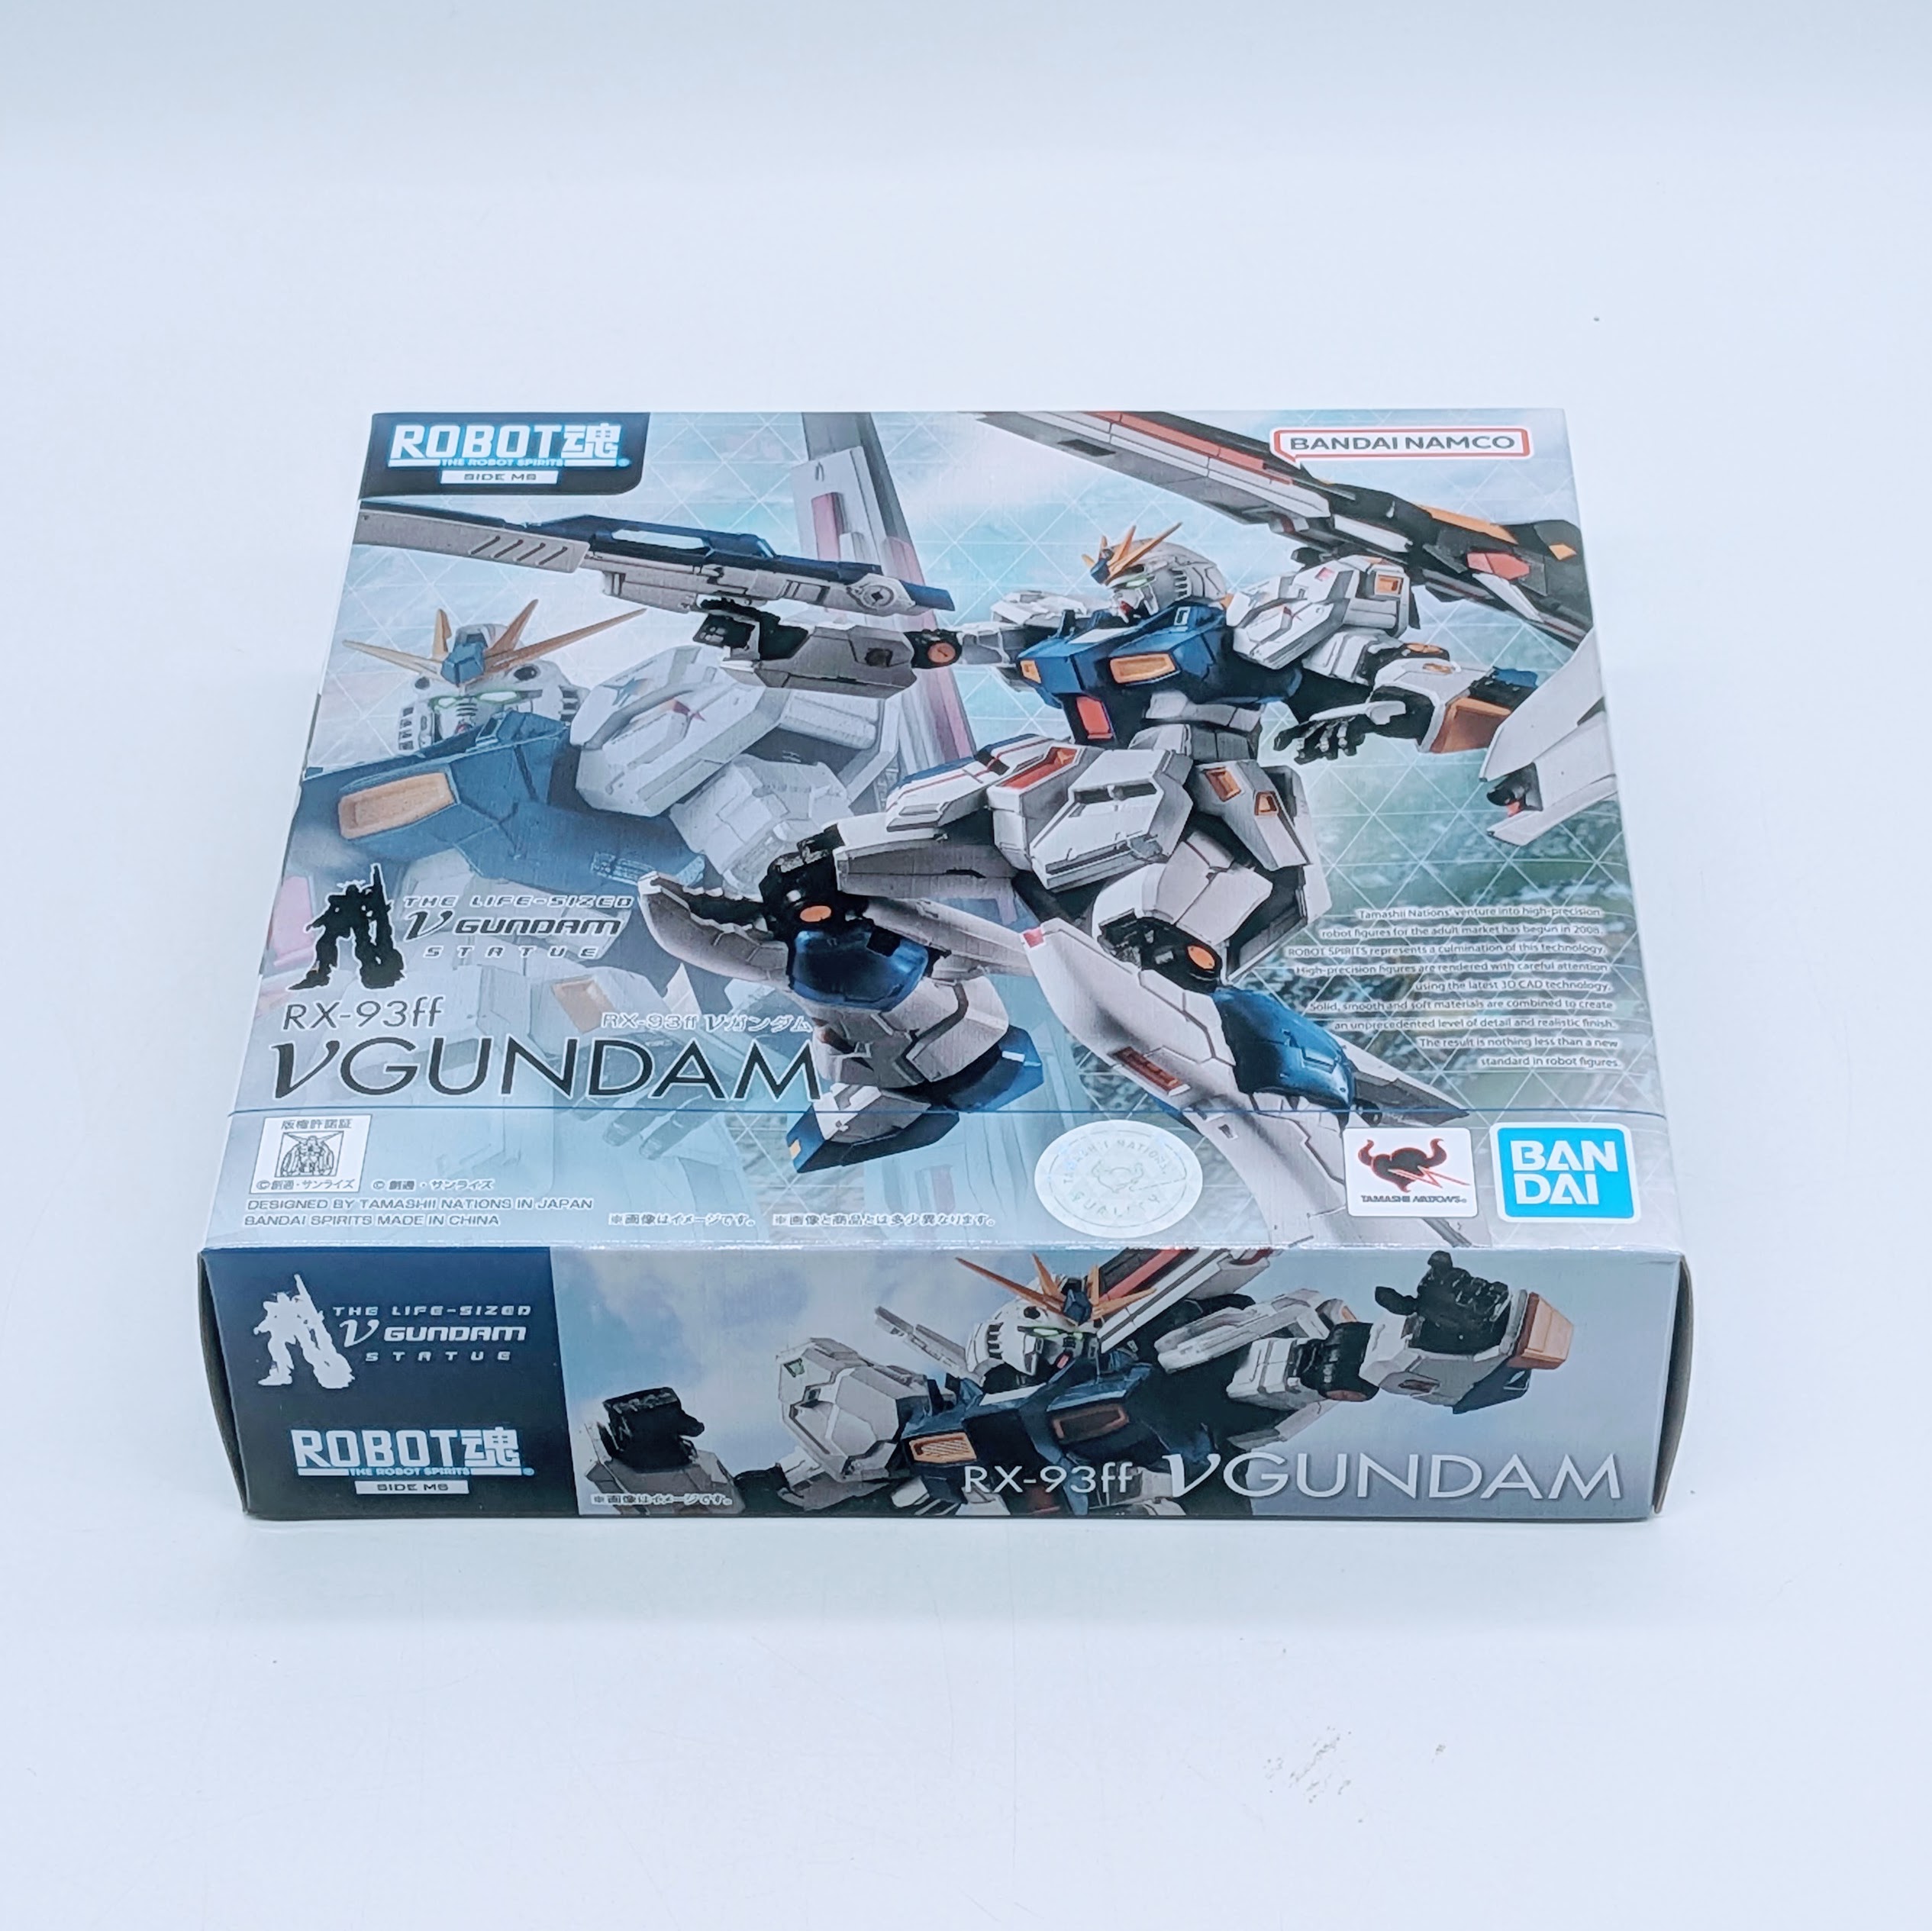 ROBOT魂
THE ROBOT SPIRITS
SIDE MS
BANDAI NAMCO
THE LIFE-SIZED
ν GUNDAM
STATUE
RX-93ff
RX-93ff νガンダム
νGUNDAM
Tamashii Nations' venture into high-precision
robot figures for the adult market has begun in 2008.
ROBOT SPIRITS represents a culmination of this technology.
High-precision figures are rendered with careful attention
using the latest 3D CAD technology.
Solid, smooth and soft materials are combined to create
an unprecedented level of detail and realistic finish.
The result is nothing less than a new
standard in robot figures.
版権許諾証
©創通・サンライズ
©創通・サンライズ
DESIGNED BY TAMASHII NATIONS IN JAPAN
BANDAI SPIRITS MADE IN CHINA
※画像はイメージです。 ※画像と商品とは多少異なります。
TAMASHII NATIONS
QUALITY
TAMASHII NATIONS
BAN
DAI
THE LIFE-SIZED
ν GUNDAM
STATUE
ROBOT魂
THE ROBOT SPIRITS
SIDE MS
※画像はイメージです。
RX-93ff νGUNDAM